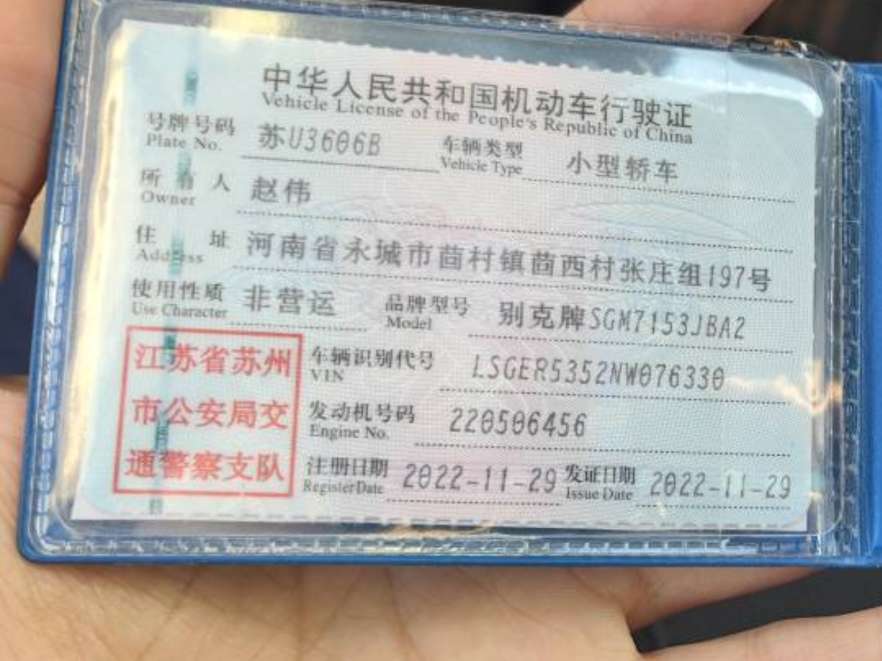 中华人民共和国机动车行驶证
Vehicle License of the People's Republic of China
号牌号码 苏U3606B 车辆类型 小型轿车
Plate No. Vehicle Type
所有人 赵伟
Owner
住址 河南省永城市茴村镇茴西村张庄组197号
Address
使用性质 非营运 品牌型号 别克牌SGM7153JBA2
Use Character Model
江苏省苏州
市公安局交
通警察支队
车辆识别代号 LSGER5352NW076330
VIN
发动机号码 220506456
Engine No.
注册日期 2022-11-29 发证日期 2022-11-29
Register Date Issue Date